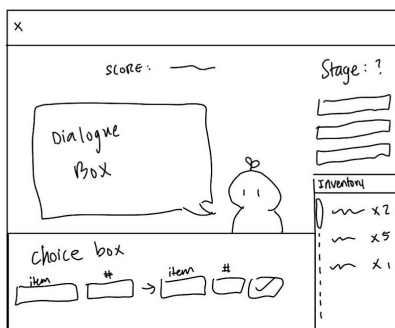 x
SCORE:
Stage: ?
Dialogue
Box
Inventory
x2
x5
x1
choice box
item # → item #